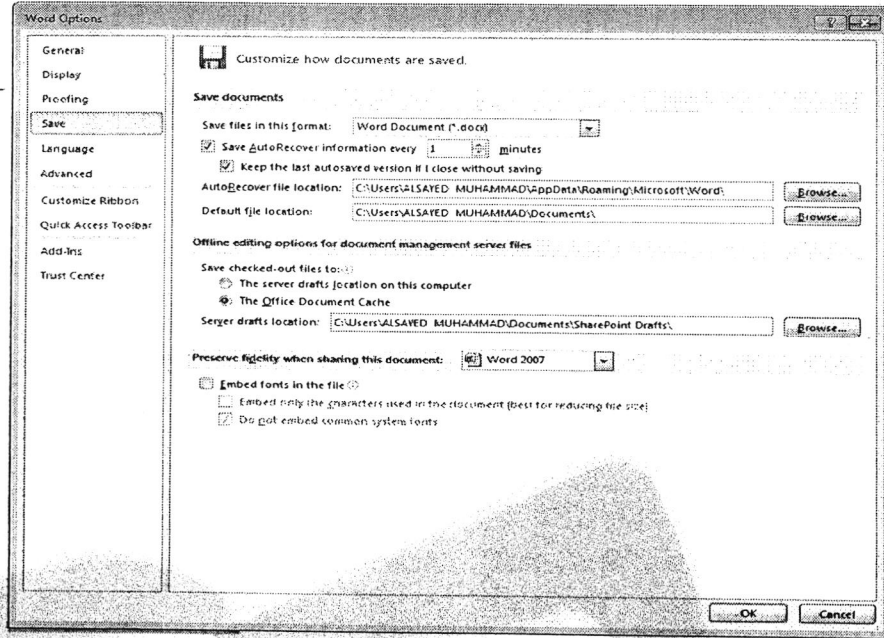 Word Options
General
Display
Proofing
Save
Language
Advanced
Customize Ribbon
Quick Access Toolbar
Add-Ins
Trust Center
Customize how documents are saved.
Save documents
Save files in this format: Word Document (*.docx)
Save AutoRecover information every 1 minutes
Keep the last autosaved version if I close without saving
AutoRecover file location: C:\Users\ALSAYED MUHAMMAD\AppData\Roaming\Microsoft\Word\ Browse...
Default file location: C:\Users\ALSAYED MUHAMMAD\Documents\ Browse...
Offline editing options for document management server files
Save checked-out files to:
The server drafts location on this computer
The Office Document Cache
Server drafts location: C:\Users\ALSAYED MUHAMMAD\Documents\SharePoint Drafts\ Browse...
Preserve fidelity when sharing this document: Word 2007
Embed fonts in the file
Embed only the characters used in the document (best for reducing file size)
Do not embed common system fonts
OK Cancel